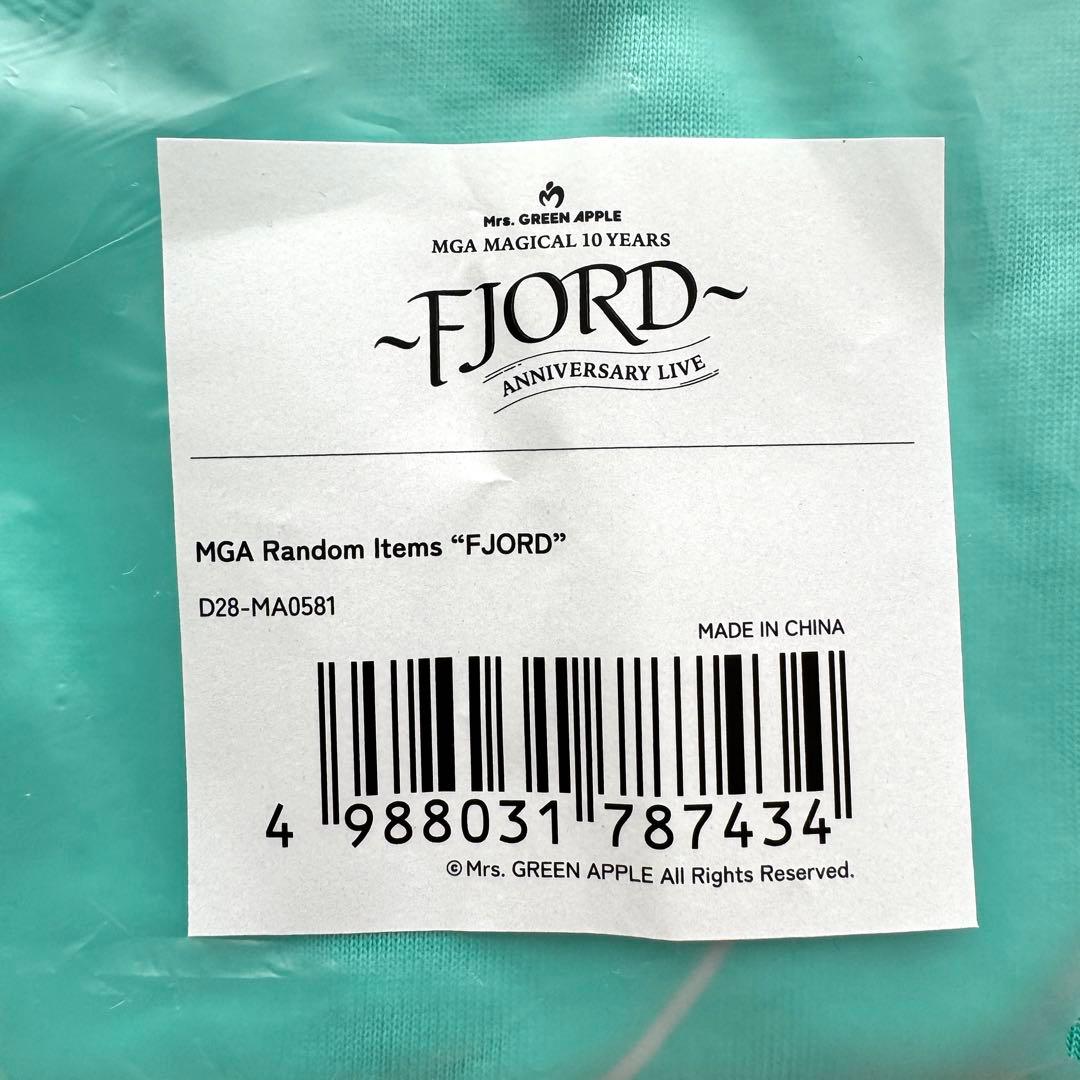 Mrs. GREEN APPLE
MGA MAGICAL 10 YEARS
~FJORD~
ANNIVERSARY LIVE
MGA Random Items “FJORD”
D28-MA0581
MADE IN CHINA
4 988031 787434
©Mrs. GREEN APPLE All Rights Reserved.